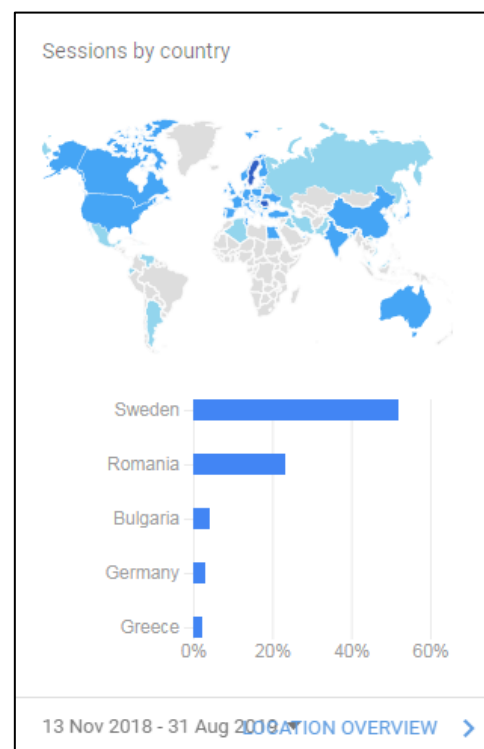 Sessions by country
Sweden
Romania
Bulgaria
Germany
Greece
0% 20% 40% 60%
13 Nov 2018 - 31 Aug 2019 LOCATION OVERVIEW